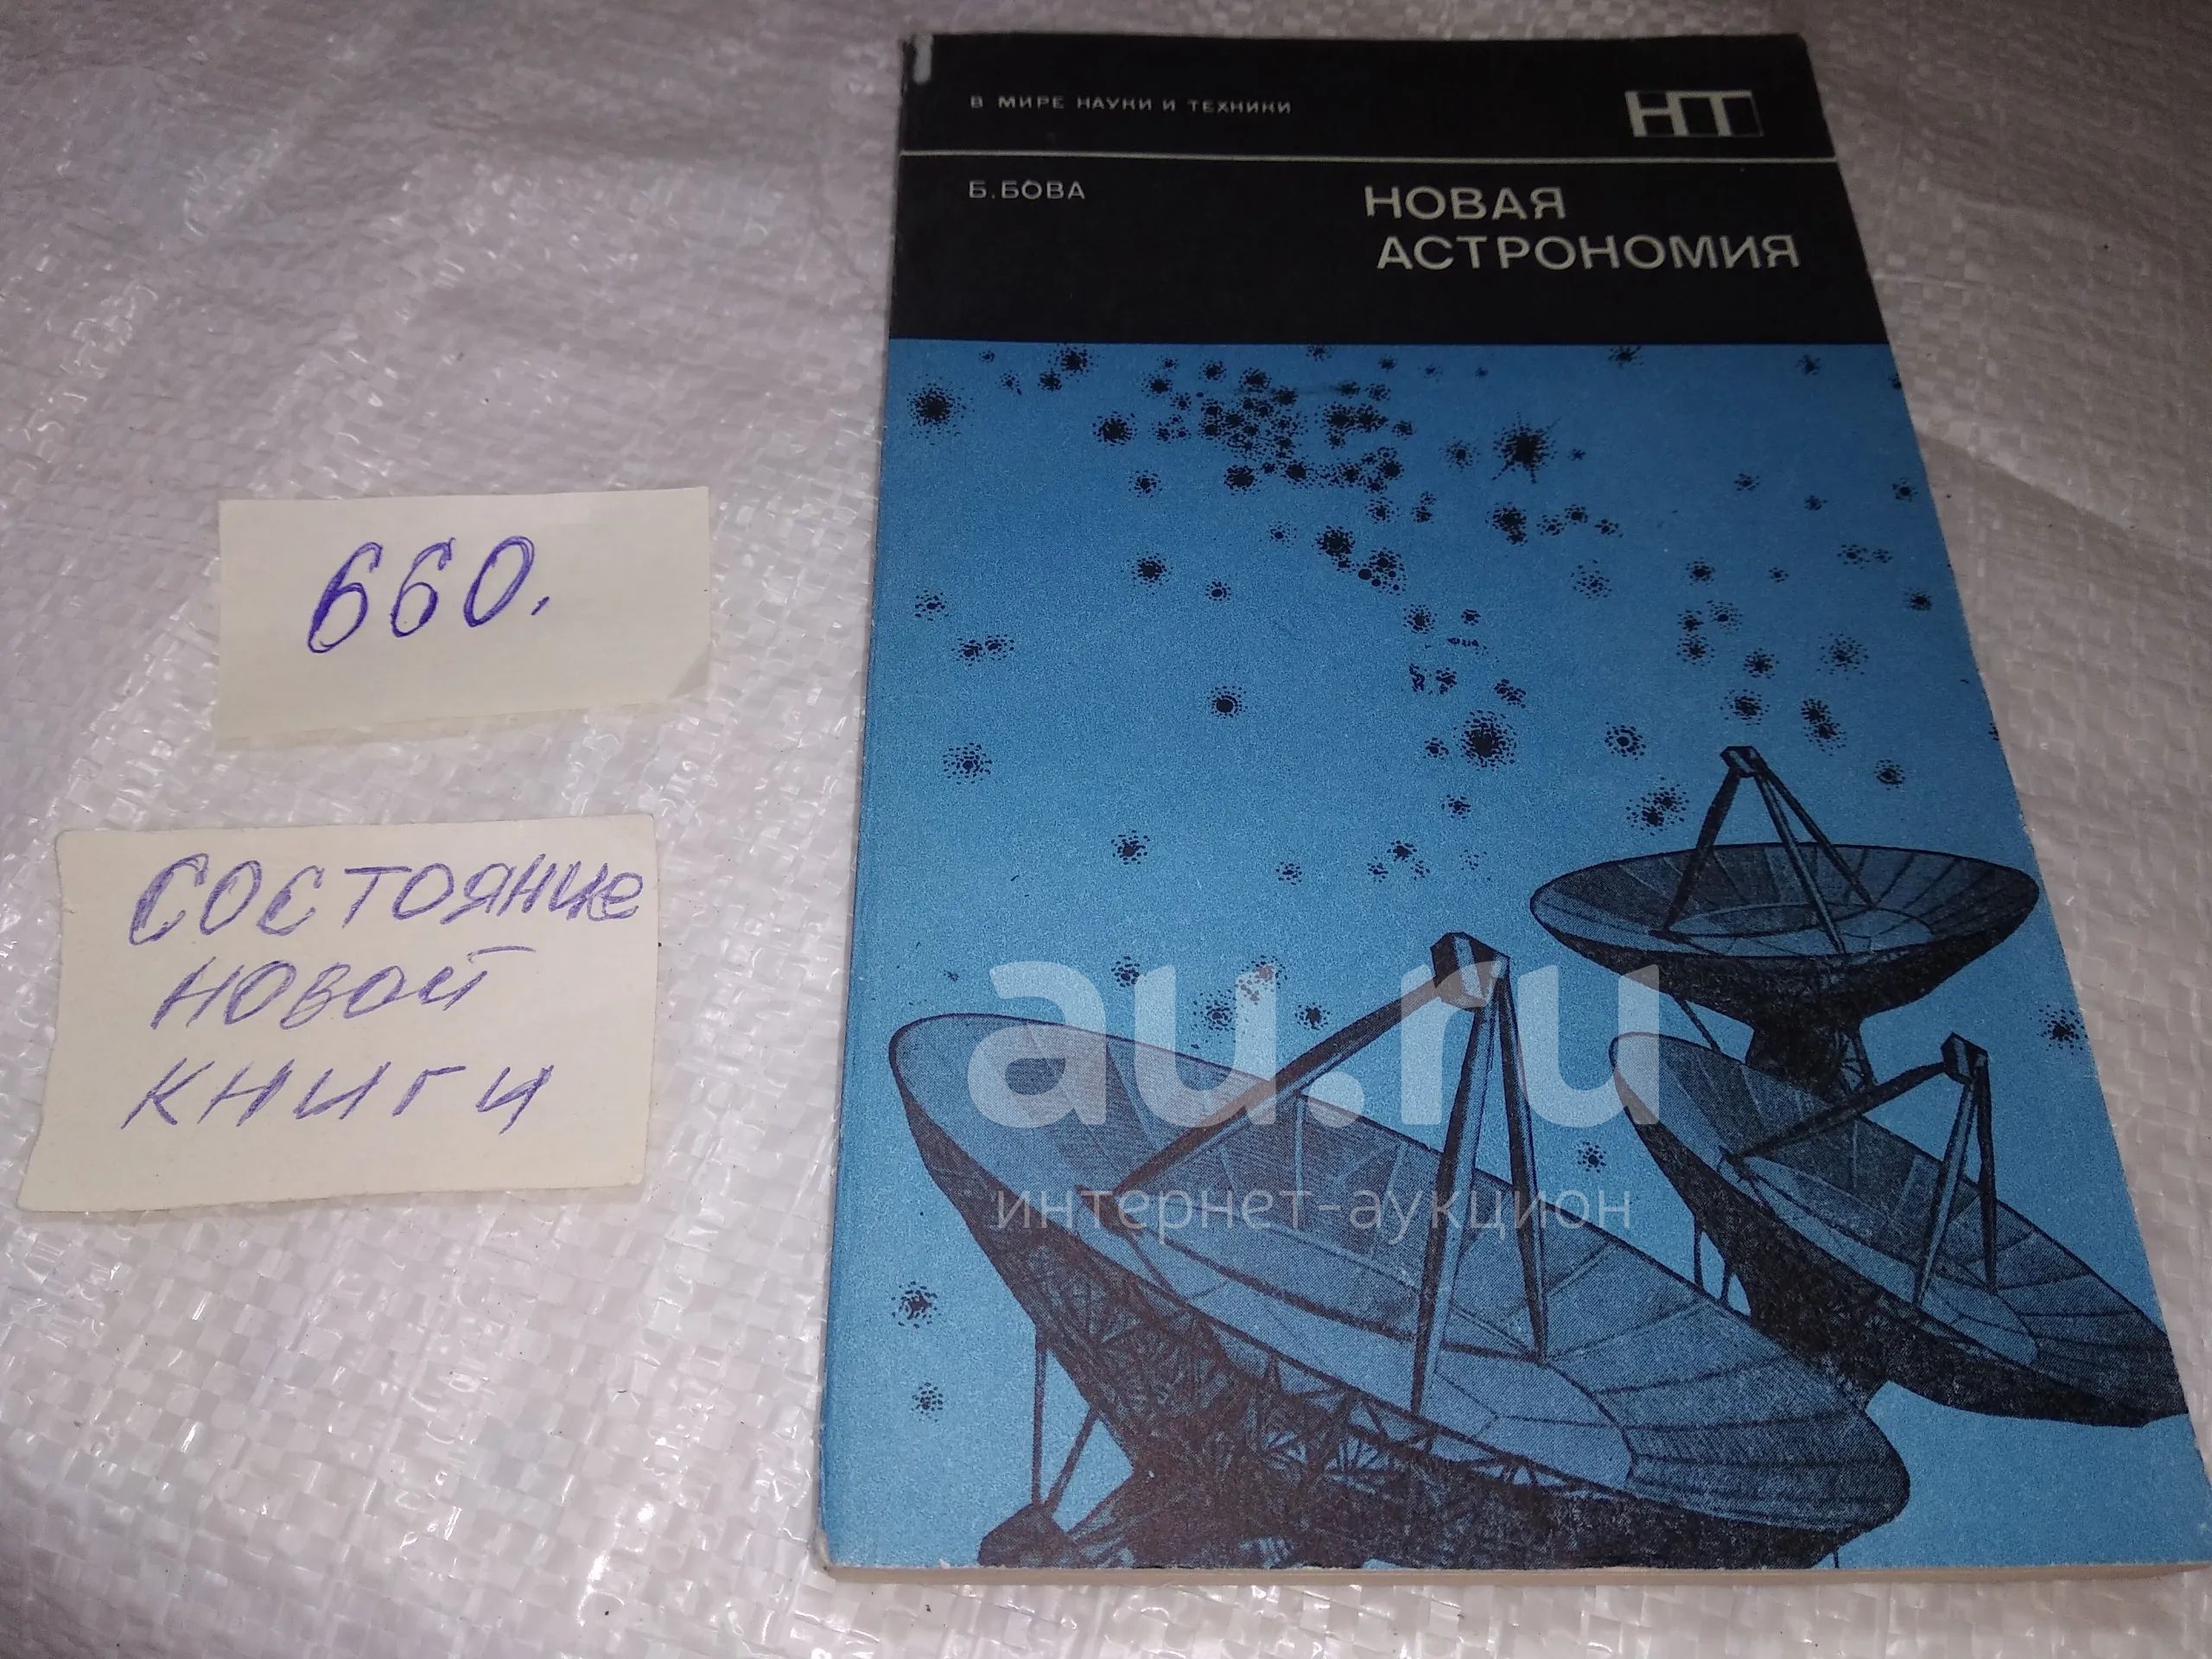 В МИРЕ НАУКИ И ТЕХНИКИ
НТ
Б. БОВА
НОВАЯ
АСТРОНОМИЯ
660.
СОСТОЯНИЕ
НОВОЙ
КНИГИ
au.ru
интернет-аукцион